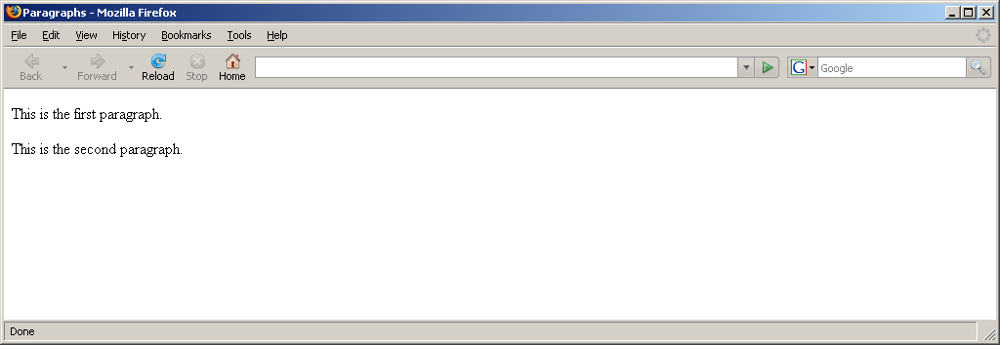 Paragraphs - Mozilla Firefox
File Edit View History Bookmarks Tools Help
Back Forward Reload Stop Home G Google
This is the first paragraph.
This is the second paragraph.
Done